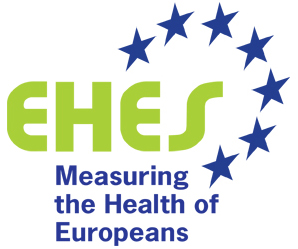 EHES
Measuring
the Health of
Europeans